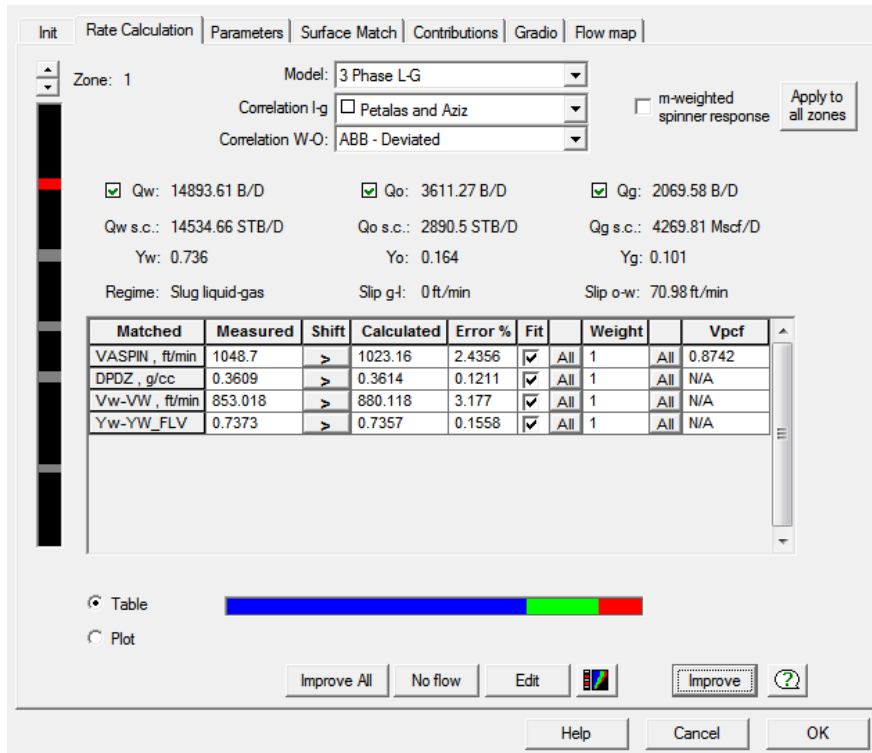 Init Rate Calculation Parameters Surface Match Contributions Gradio Flow map
Zone: 1 Model: 3 Phase L-G
Correlation l-g Petalas and Aziz m-weighted spinner response Apply to all zones
Correlation W-O: ABB - Deviated
Qw: 14893.61 B/D Qo: 3611.27 B/D Qg: 2069.58 B/D
Qw s.c.: 14534.66 STB/D Qo s.c.: 2890.5 STB/D Qg s.c.: 4269.81 Mscf/D
Yw: 0.736 Yo: 0.164 Yg: 0.101
Regime: Slug liquid-gas Slip g-l: 0 ft/min Slip o-w: 70.98 ft/min
Matched Measured Shift Calculated Error % Fit Weight Vpcf
VASPIN , ft/min 1048.7 > 1023.16 2.4356 All 1 All 0.8742
DPDZ , g/cc 0.3609 > 0.3614 0.1211 All 1 All N/A
Vw-VW , ft/min 853.018 > 880.118 3.177 All 1 All N/A
Yw-YW_FLV 0.7373 > 0.7357 0.1558 All 1 All N/A
Table
Plot
Improve All No flow Edit Improve ?
Help Cancel OK